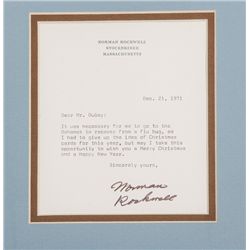 NORMAN ROCKWELL
STOCKBRIDGE
MASSACHUSETTS
Dec. 21, 1971
Dear Mr.
It was necessary for me to go to the
Bahamas to recover from a flu bug, so
I had to give up the idea of Christmas
cards for this year, but may I take this
opportunity to wish you a Merry Christmas
and a Happy New Year.
Sincerely yours,
Norman
Rockwell